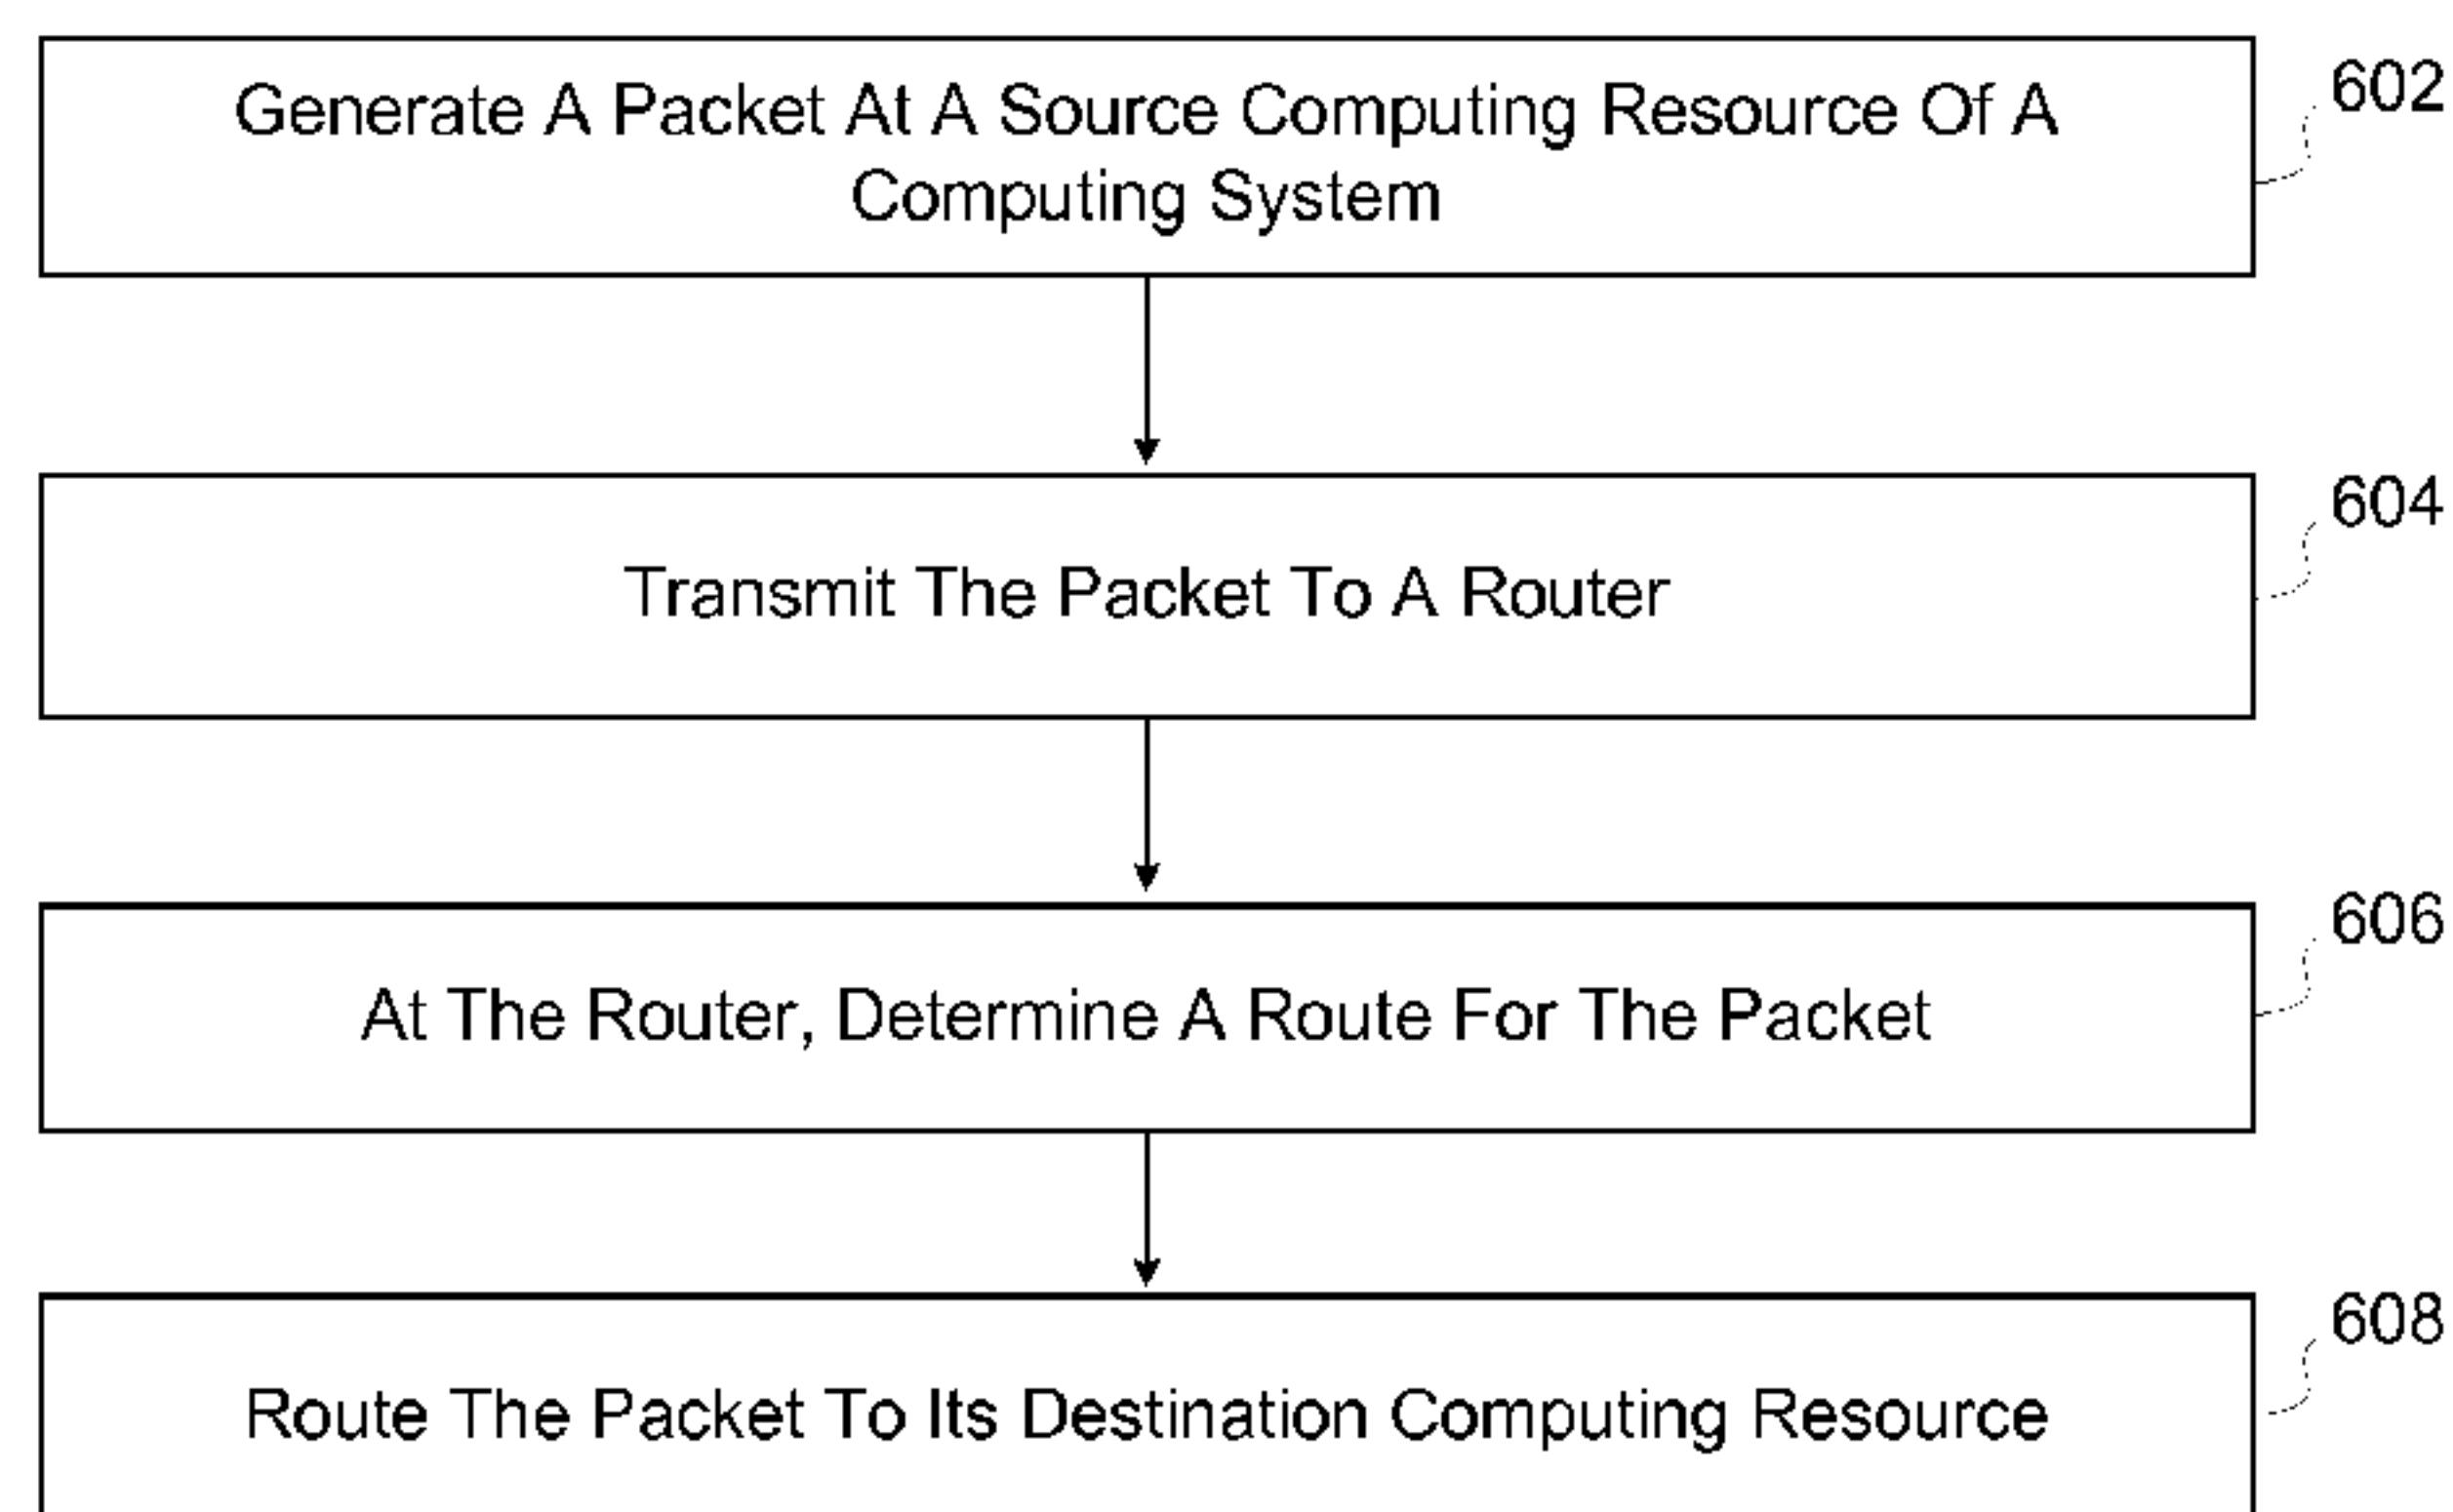 Generate A Packet At A Source Computing Resource Of A
Computing System
602
Transmit The Packet To A Router
604
At The Router, Determine A Route For The Packet
606
Route The Packet To Its Destination Computing Resource
608